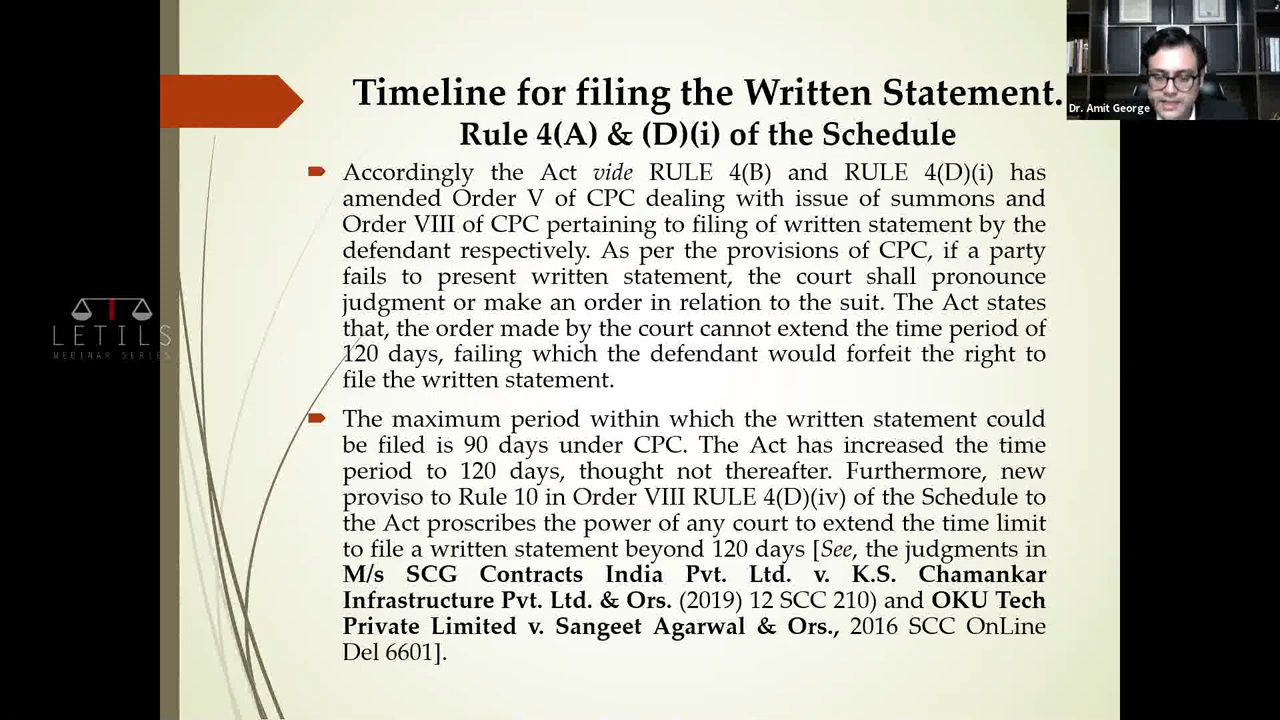 Timeline for filing the Written Statement.
Rule 4(A) & (D)(i) of the Schedule
Dr. Amit George
Accordingly the Act vide RULE 4(B) and RULE 4(D)(i) has
amended Order V of CPC dealing with issue of summons and
Order VIII of CPC pertaining to filing of written statement by the
defendant respectively. As per the provisions of CPC, if a party
fails to present written statement, the court shall pronounce
judgment or make an order in relation to the suit. The Act states
that, the order made by the court cannot extend the time period of
120 days, failing which the defendant would forfeit the right to
file the written statement.
The maximum period within which the written statement could
be filed is 90 days under CPC. The Act has increased the time
period to 120 days, thought not thereafter. Furthermore, new
proviso to Rule 10 in Order VIII RULE 4(D)(iv) of the Schedule to
the Act proscribes the power of any court to extend the time limit
to file a written statement beyond 120 days [See, the judgments in
M/s SCG Contracts India Pvt. Ltd. v. K.S. Chamankar
Infrastructure Pvt. Ltd. & Ors. (2019) 12 SCC 210) and OKU Tech
Private Limited v. Sangeet Agarwal & Ors., 2016 SCC OnLine
Del 6601].
LETILS
WEBINAR SERIES